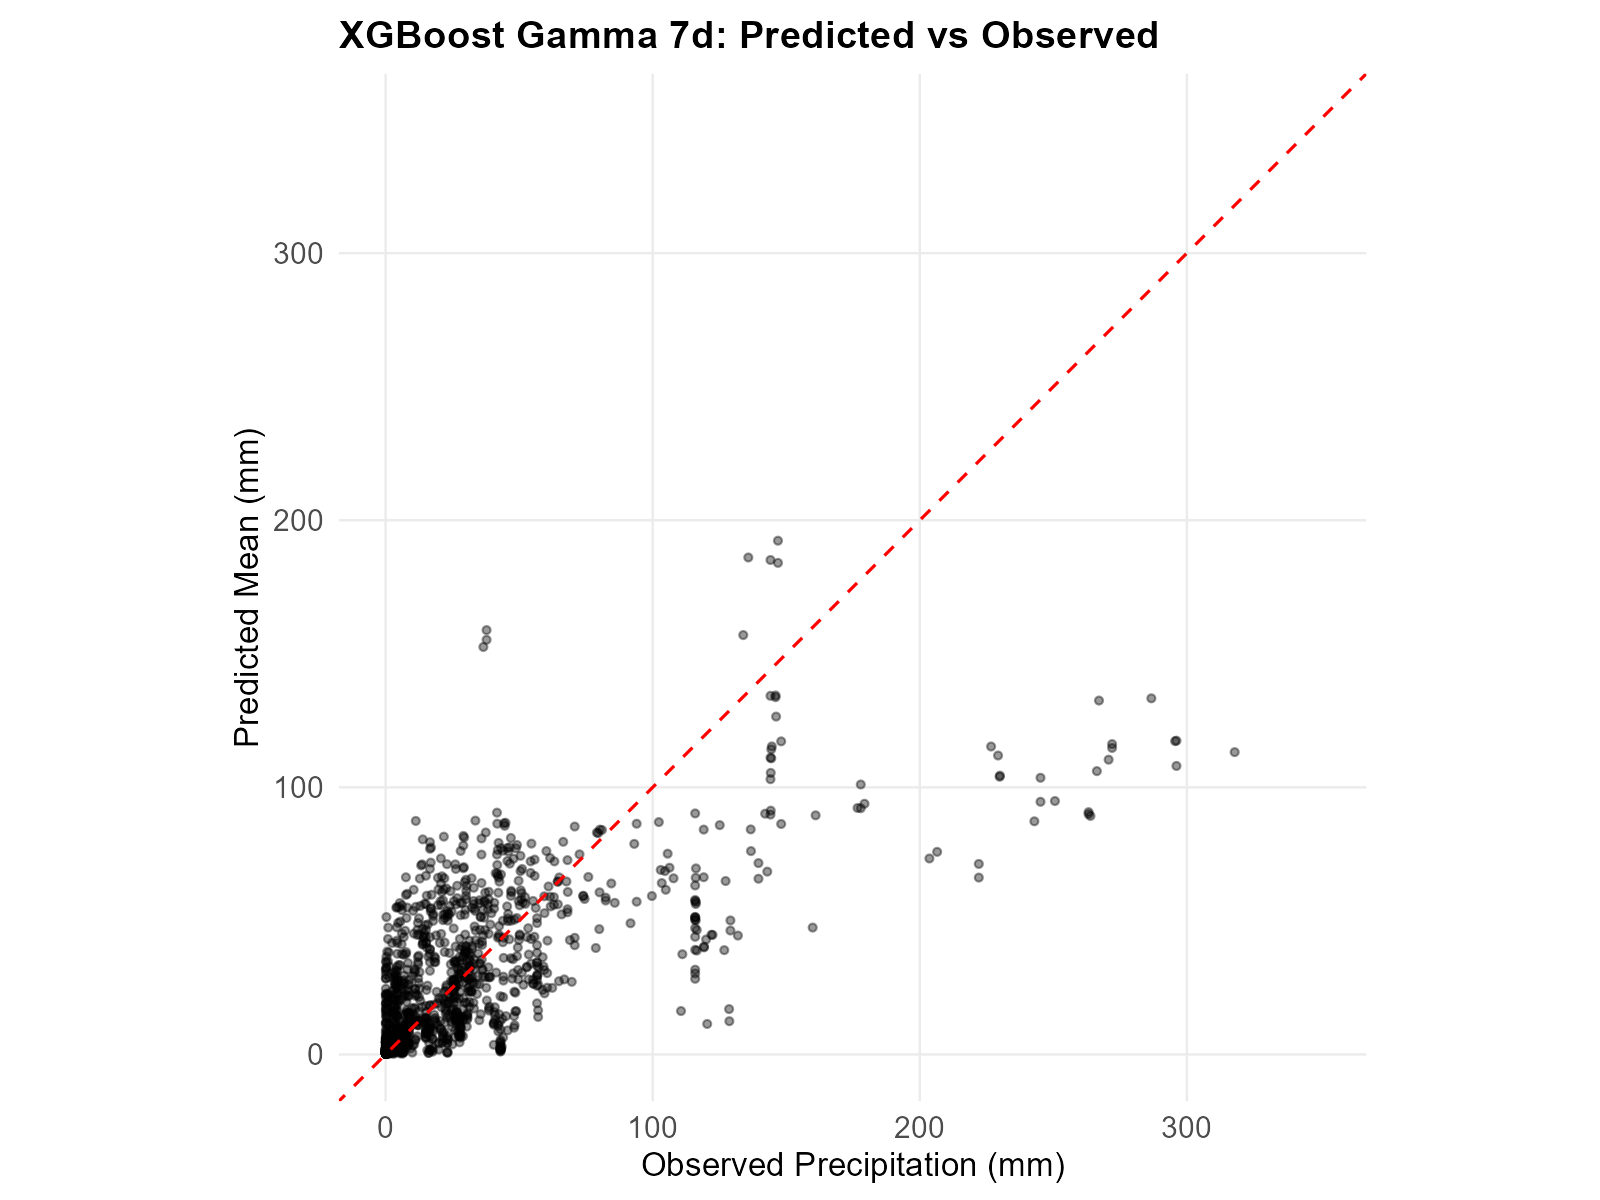 XGBoost Gamma 7d: Predicted vs Observed
Predicted Mean (mm)
300
200
100
0
0 100 200 300
Observed Precipitation (mm)